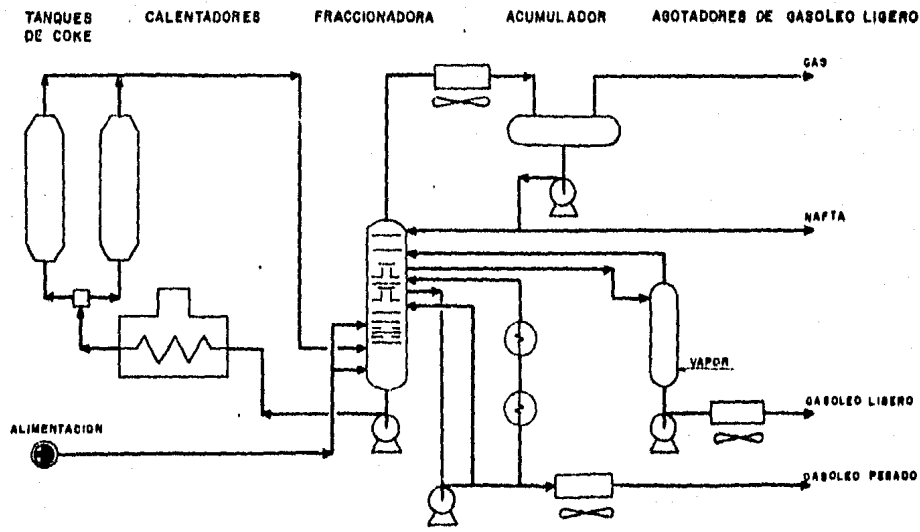 TANQUES
DE COKE
CALENTADORES
FRACCIONADORA
ACUMULADOR
AGOTADORES DE GASOLEO LIGERO
GAS
NAFTA
VAPOR
GASOLEO LIGERO
ALIMENTACION
GASOLEO PESADO